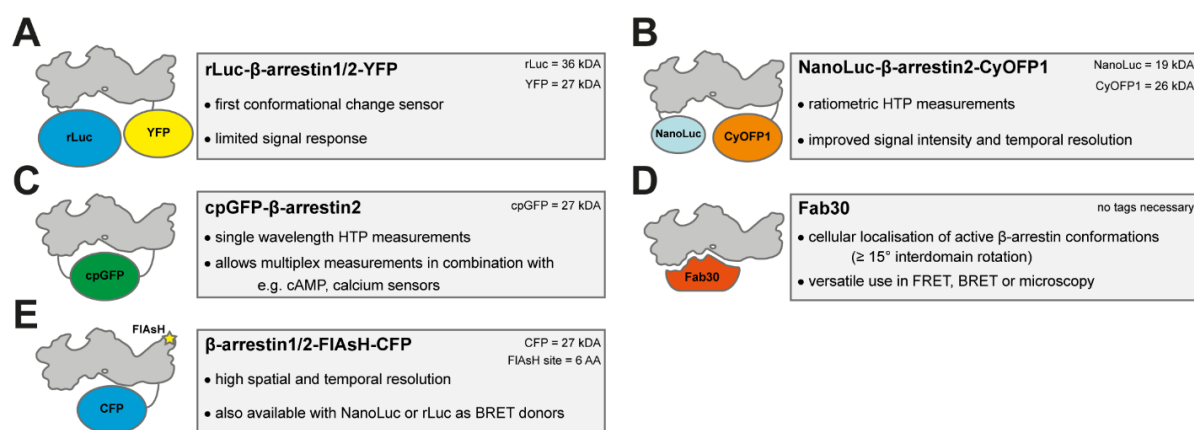 A
rLuc-β-arrestin1/2-YFP
rLuc = 36 kDA
YFP = 27 kDA
• first conformational change sensor
• limited signal response
rLuc
YFP
B
NanoLuc-β-arrestin2-CyOFP1
NanoLuc = 19 kDA
CyOFP1 = 26 kDA
• ratiometric HTP measurements
• improved signal intensity and temporal resolution
NanoLuc
CyOFP1
C
cpGFP-β-arrestin2
cpGFP = 27 kDA
• single wavelength HTP measurements
• allows multiplex measurements in combination with
e.g. cAMP, calcium sensors
cpGFP
D
Fab30
no tags necessary
• cellular localisation of active β-arrestin conformations
(≥ 15° interdomain rotation)
• versatile use in FRET, BRET or microscopy
Fab30
E
FlAsH
β-arrestin1/2-FlAsH-CFP
CFP = 27 kDA
FlAsH site = 6 AA
• high spatial and temporal resolution
• also available with NanoLuc or rLuc as BRET donors
CFP